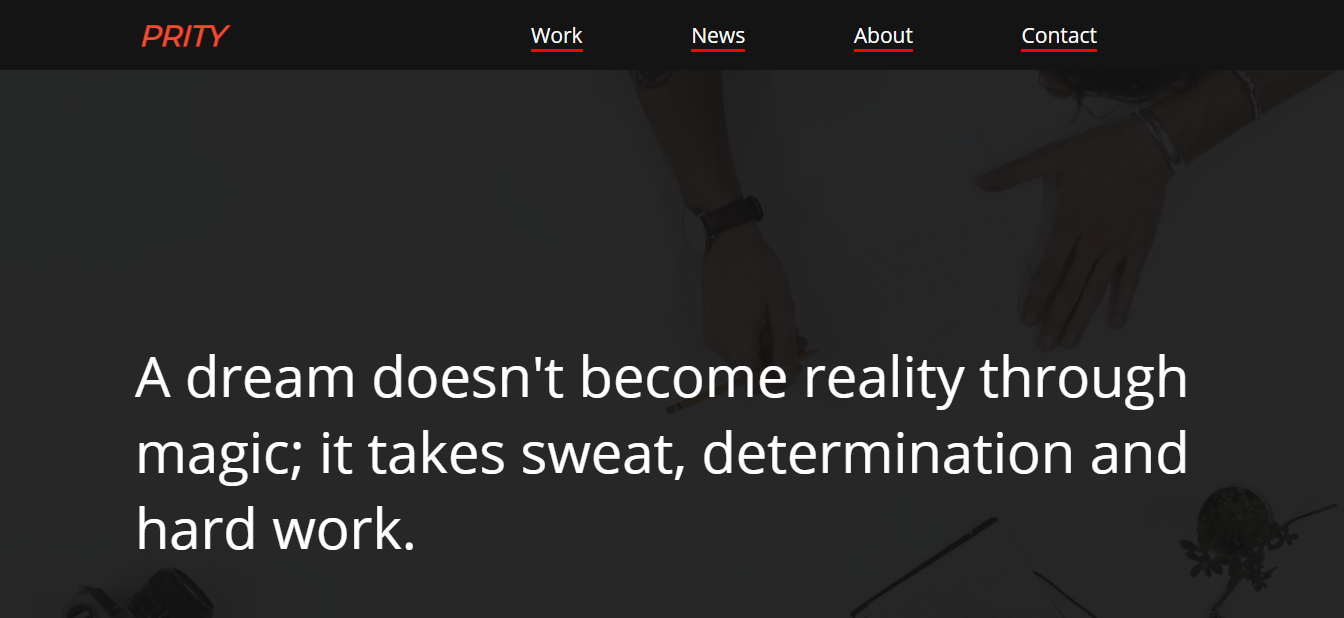 PRITY
Work
News
About
Contact
A dream doesn't become reality through
magic; it takes sweat, determination and
hard work.